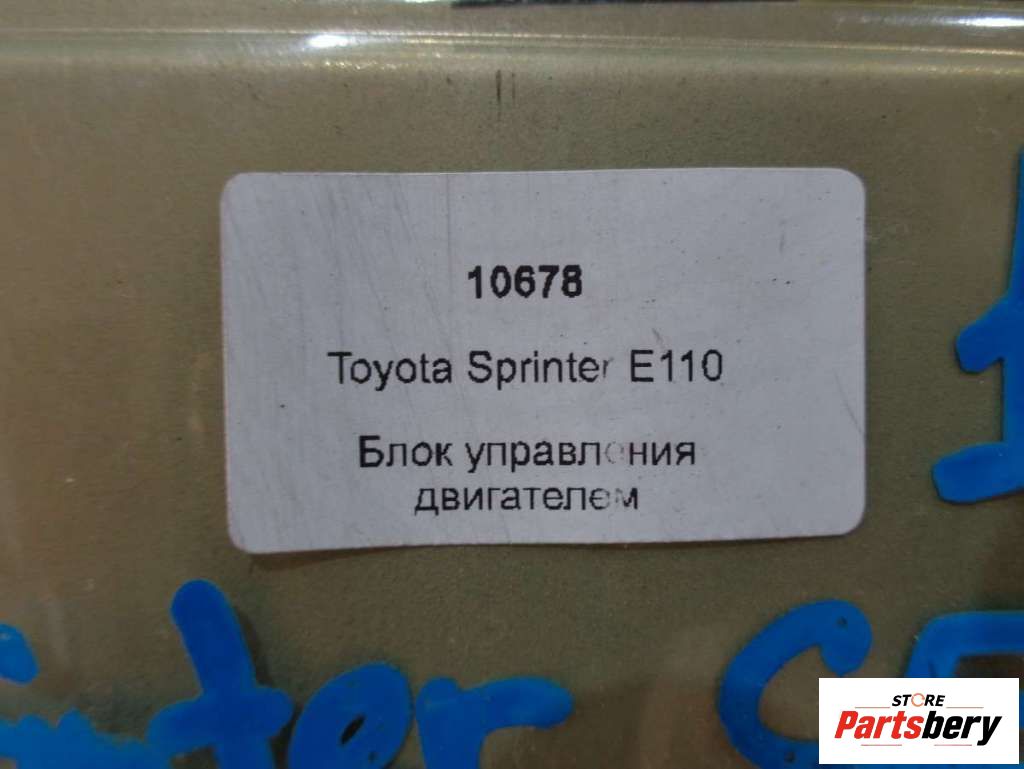 10678
Toyota Sprinter E110
Блок управления
двигателем
STORE
Partsbery